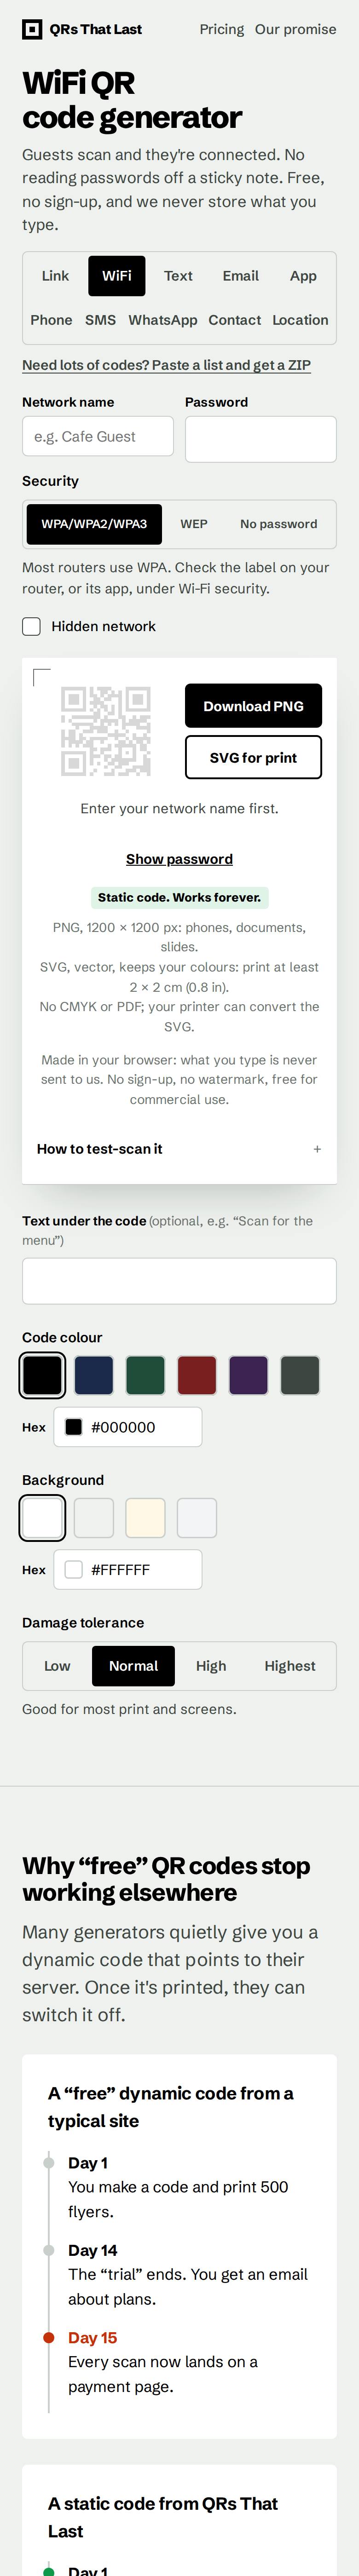 QRs That Last
Pricing Our promise
WiFi QR
code generator
Guests scan and they're connected. No
reading passwords off a sticky note. Free,
no sign-up, and we never store what you
type.
Link WiFi Text Email App
Phone SMS WhatsApp Contact Location
Need lots of codes? Paste a list and get a ZIP
Network name Password
e.g. Cafe Guest
Security
WPA/WPA2/WPA3 WEP No password
Most routers use WPA. Check the label on your
router, or its app, under Wi-Fi security.
Hidden network
Download PNG
SVG for print
Enter your network name first.
Show password
Static code. Works forever.
PNG, 1200 × 1200 px: phones, documents,
slides.
SVG, vector, keeps your colours: print at least
2 × 2 cm (0.8 in).
No CMYK or PDF; your printer can convert the
SVG.
Made in your browser: what you type is never
sent to us. No sign-up, no watermark, free for
commercial use.
How to test-scan it +
Text under the code (optional, e.g. “Scan for the
menu”)
Code colour
Hex #000000
Background
Hex #FFFFFF
Damage tolerance
Low Normal High Highest
Good for most print and screens.
Why “free” QR codes stop
working elsewhere
Many generators quietly give you a
dynamic code that points to their
server. Once it's printed, they can
switch it off.
A “free” dynamic code from a
typical site
Day 1
You make a code and print 500
flyers.
Day 14
The “trial” ends. You get an email
about plans.
Day 15
Every scan now lands on a
payment page.
A static code from QRs That
Last
Day 1